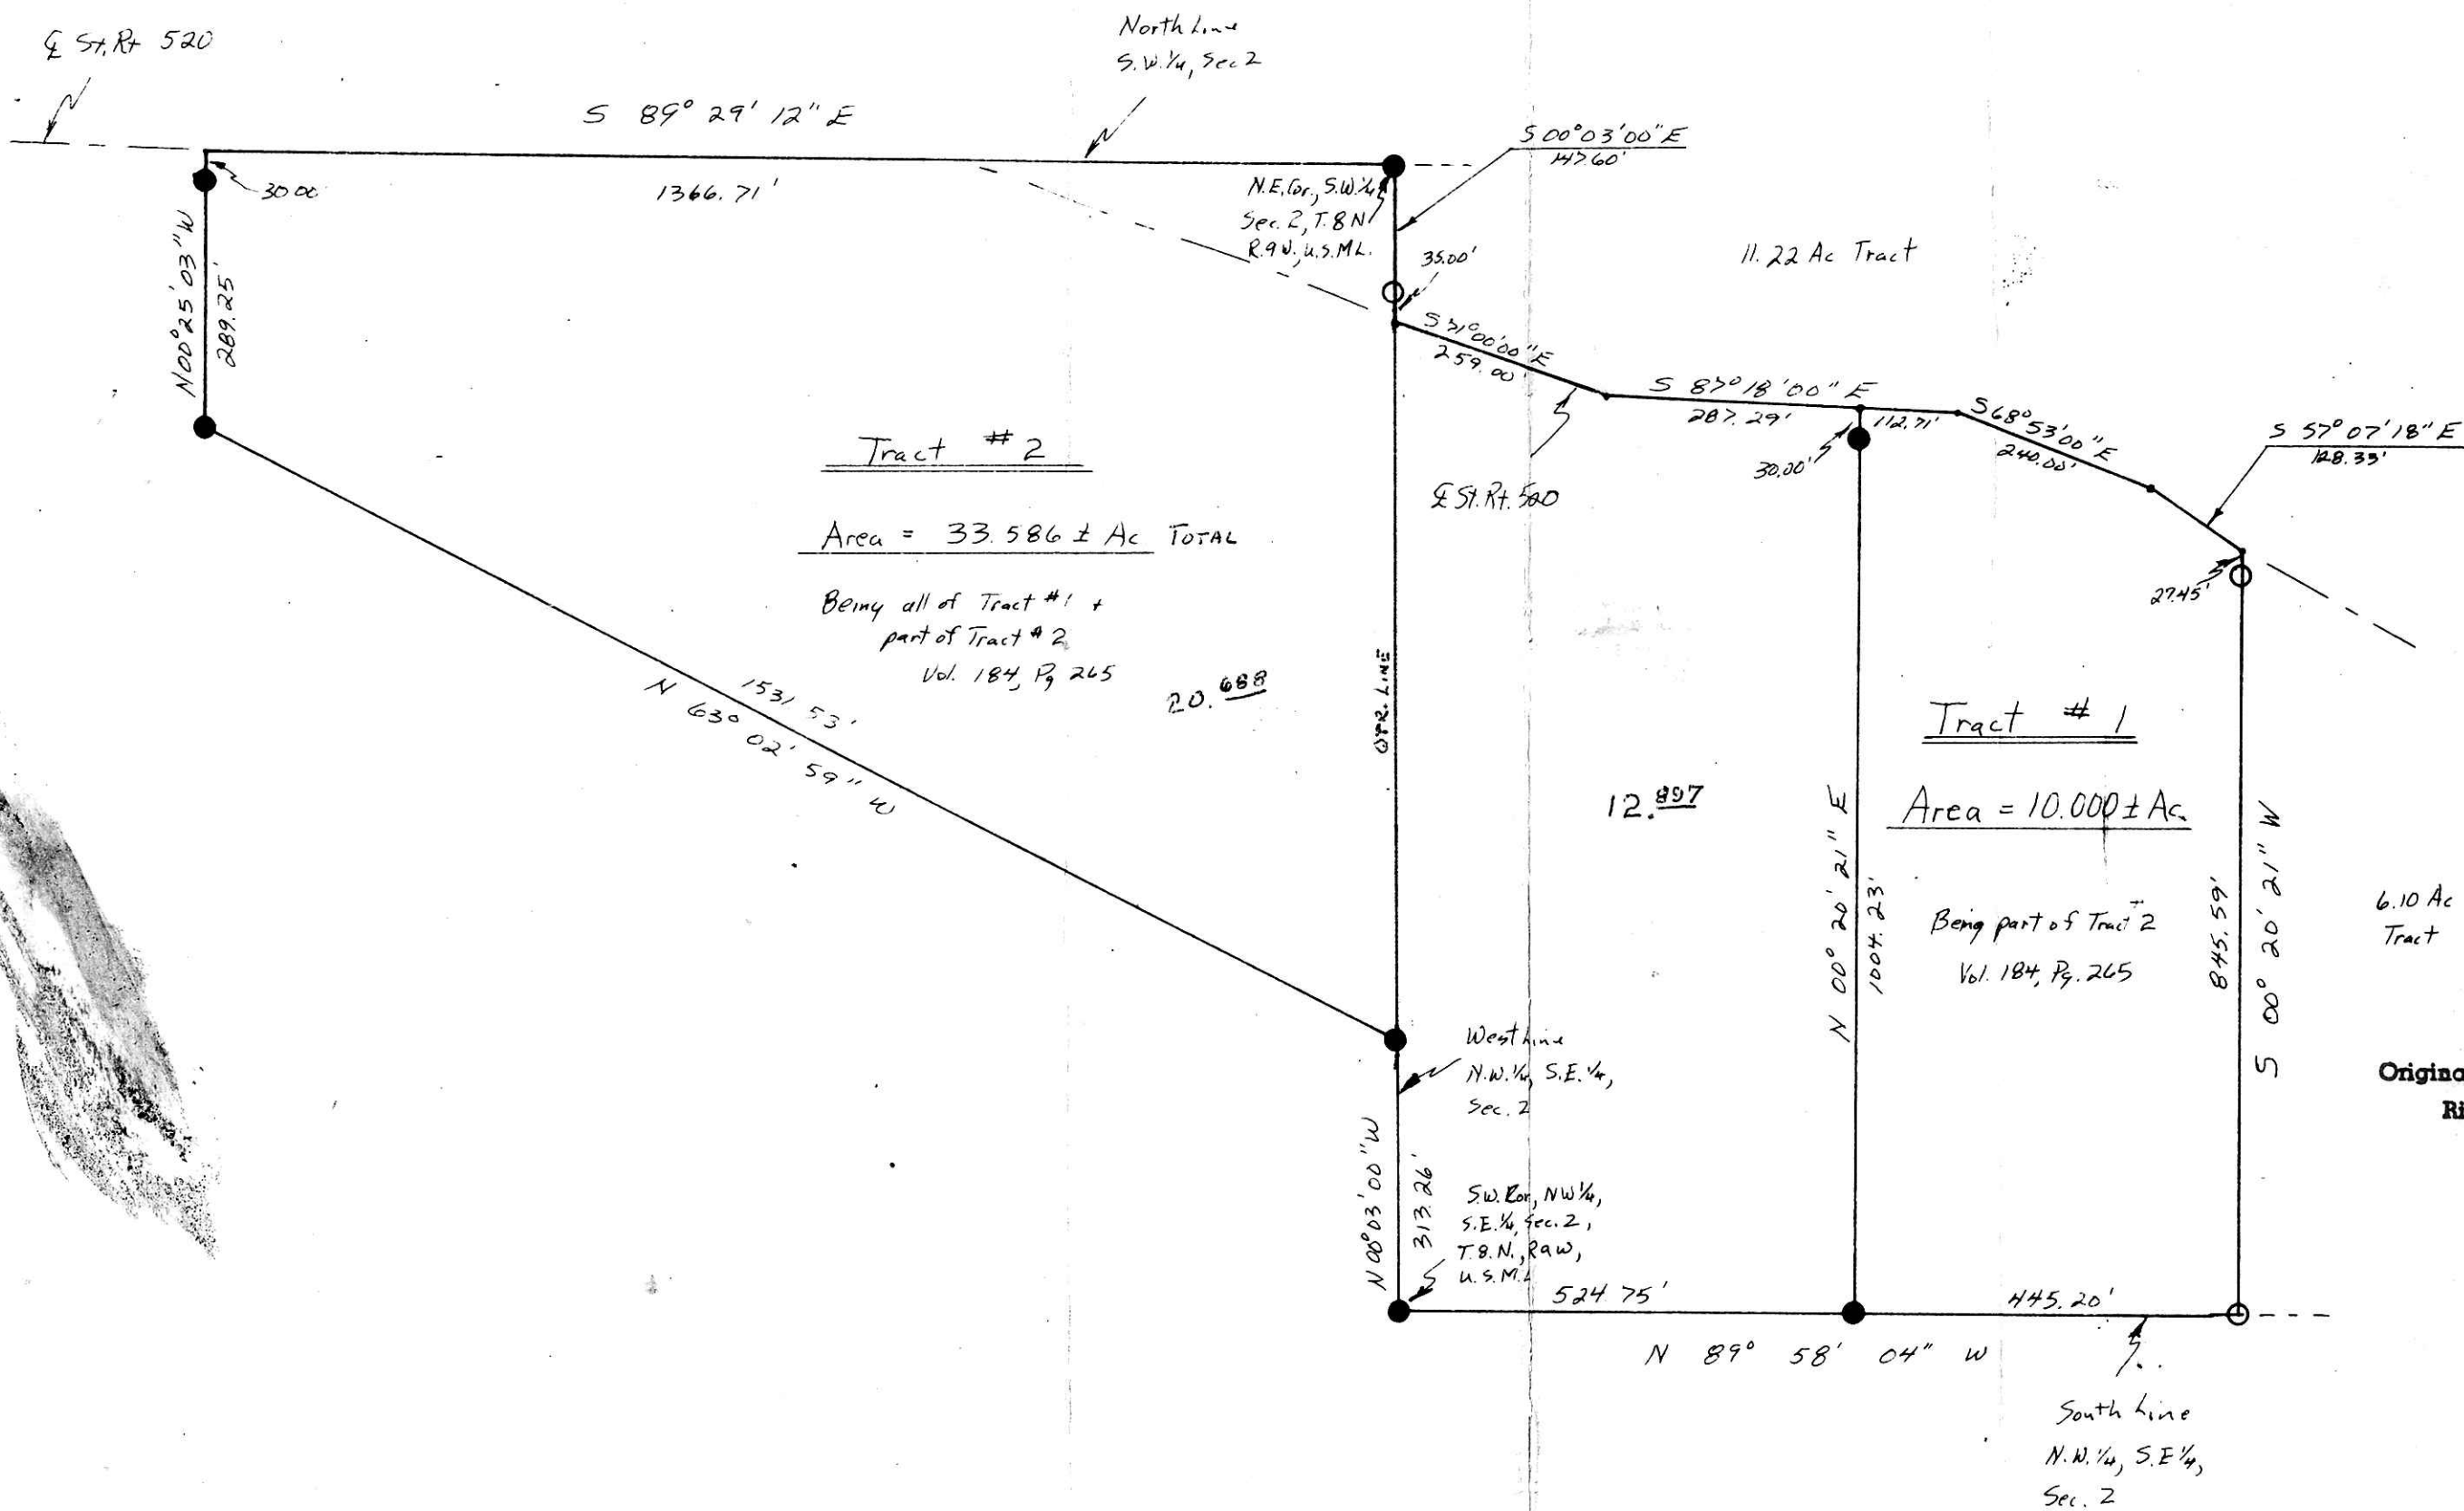 ℄ St. Rt 520
North Line
S.W. 1/4, Sec 2
S 89° 29' 12" E
1366.71'
30.00
N00° 25' 03" W
289.25'
S 00° 03' 00" E
147.60'
N.E. Cor., S.W. 1/4
Sec. 2, T. 8 N
R. 9 W., U.S.M.L.
35.00'
11.22 Ac Tract
S 71° 00' 00" E
259.00'
S 87° 18' 00" E
287.29'
112.71'
S 68° 53' 00" E
240.00'
S 57° 07' 18" E
128.33'
30.00'
27.45'
℄ St. Rt. 520
Tract # 2
Area = 33.586 ± Ac TOTAL
Being all of Tract #1 +
part of Tract # 2
Vol. 184, Pg 265
20.688
1531.53'
N 63° 02' 59" W
QTR. LINE
12.897
Tract # 1
Area = 10.000 ± Ac.
Being part of Tract # 2
Vol. 184, Pg. 265
N 00° 20' 21" E
1004.23'
845.59'
S 00° 20' 21" W
6.10 Ac
Tract
West Line
N.W. 1/4, S.E. 1/4,
Sec. 2
N 00° 03' 00" W
313.26'
S.W. Cor, NW 1/4,
S.E. 1/4, Sec. 2,
T. 8. N., R9W,
U.S.M.L
524.75'
445.20'
N 89° 58' 04" W
South Line
N.W. 1/4, S.E 1/4,
Sec. 2
Origina
Ri